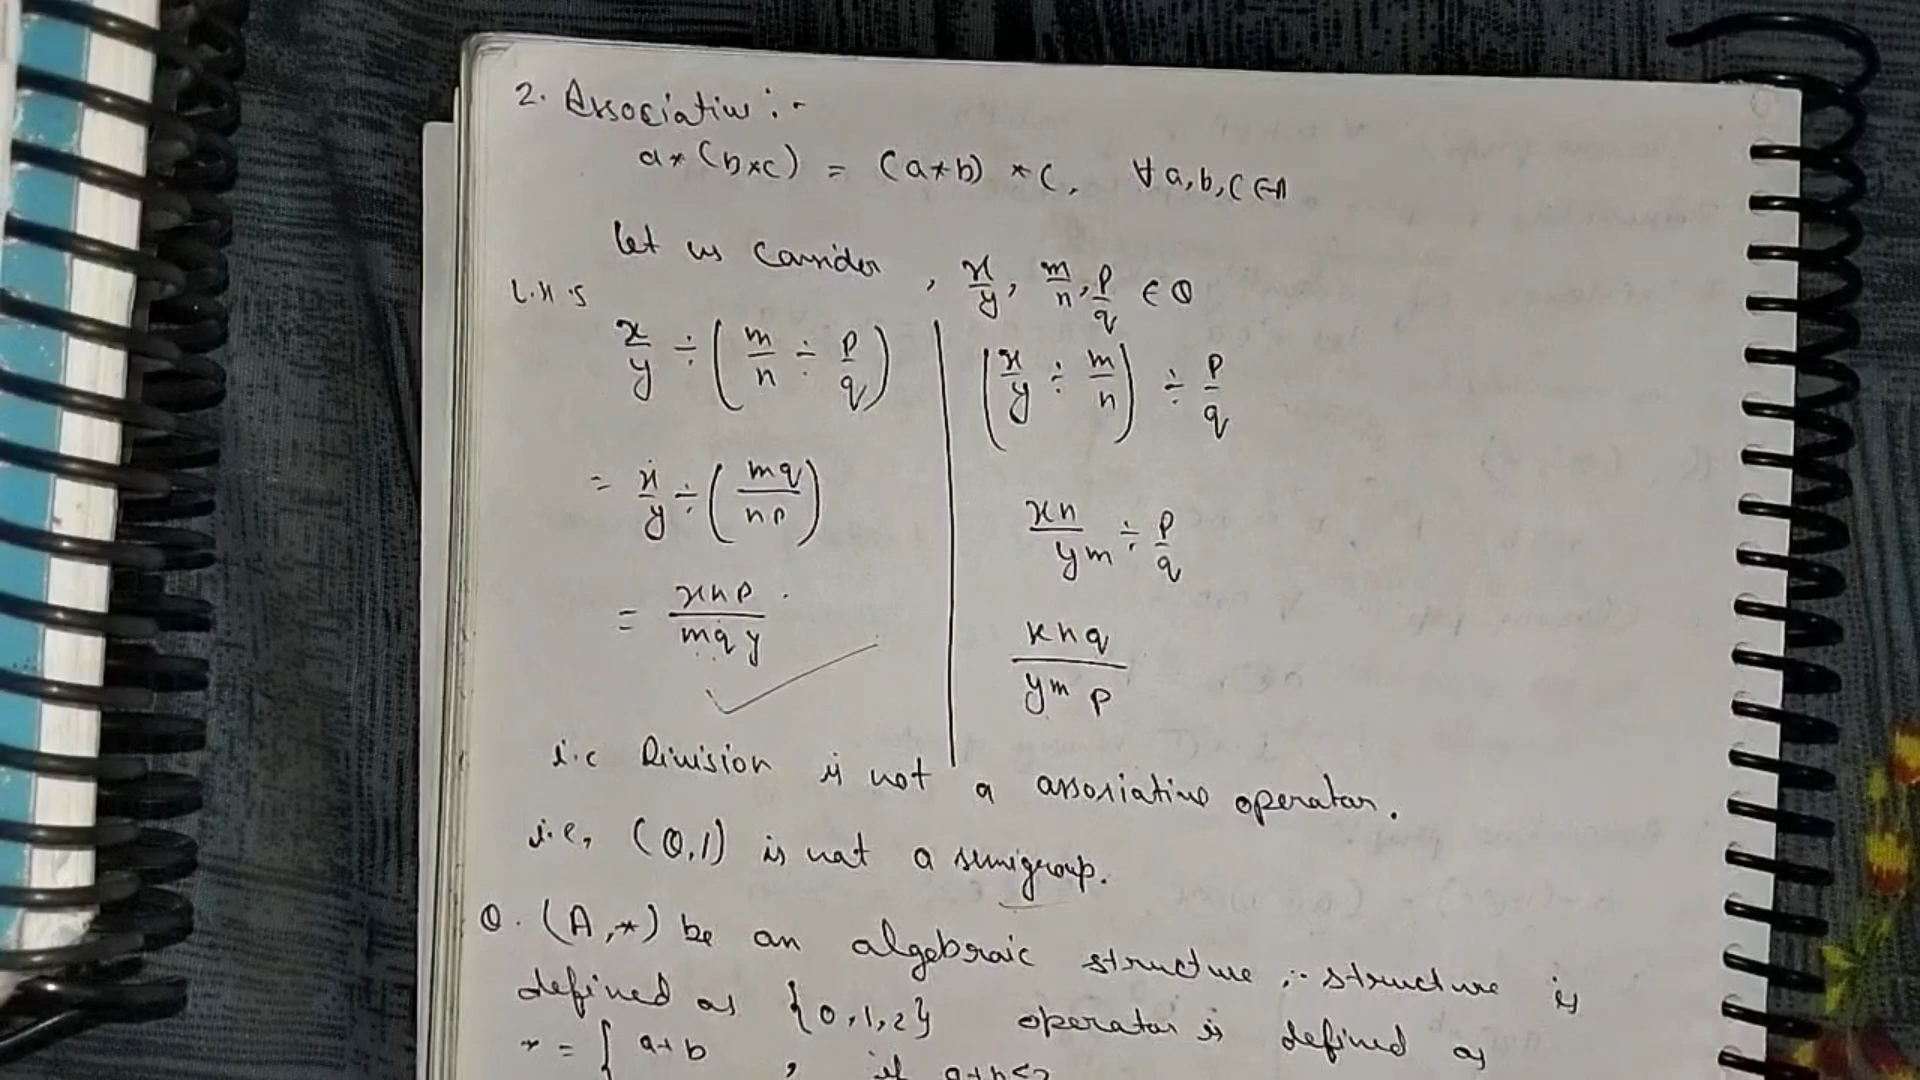 2. Associative :-
a * (b * c) = (a * b) * c, ∀ a, b, c ∈ A
let us consider , x/y, m/n, p/q ∈ Q
L.H.S
x/y ÷ (m/n ÷ p/q)
= x/y ÷ (mq/np)
= xnp/mqy
(x/y ÷ m/n) ÷ p/q
xn/ym ÷ p/q
xnq/ymp
i.e Division is not a associative operator.
i.e, (Q, /) is not a semigroup.
Q. (A, *) be an algebraic structure ; structure is
defined as {0,1,2} operator is defined as
* = { a+b , if a+b<